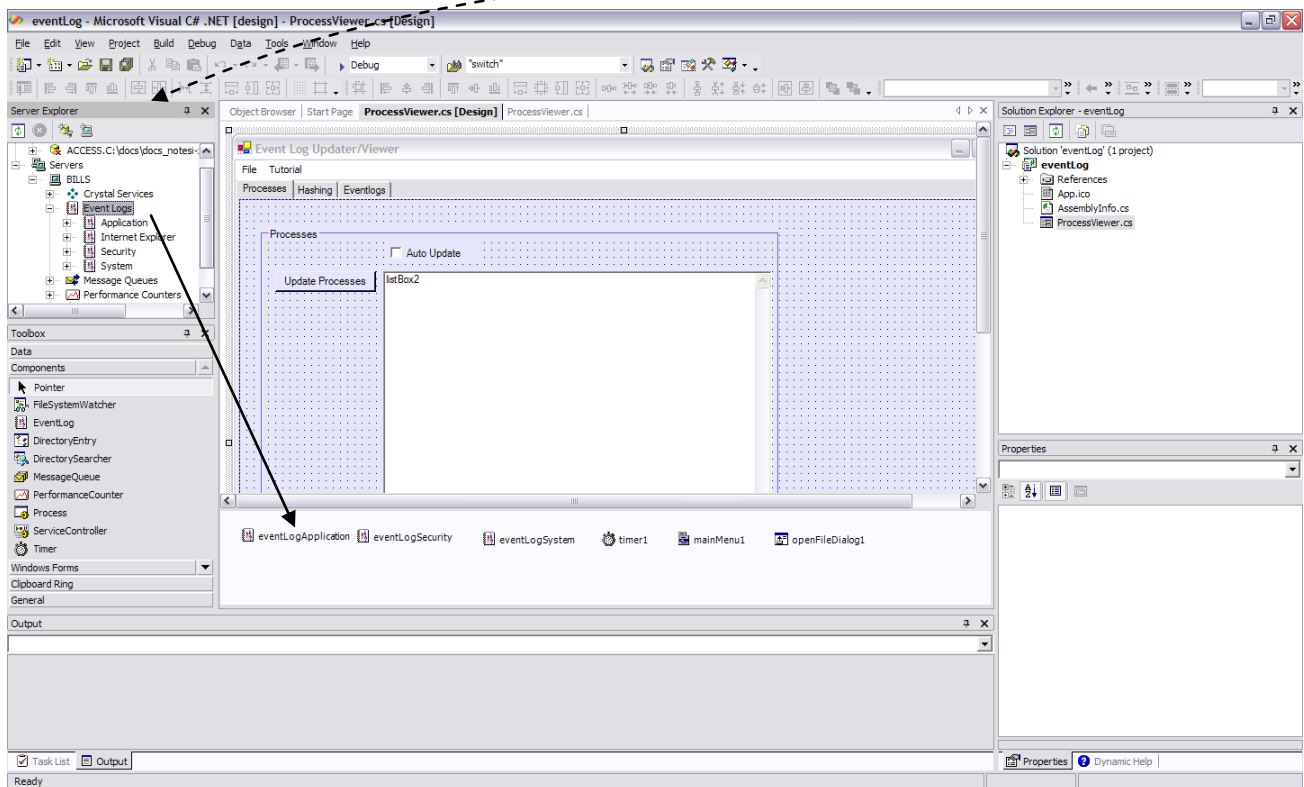 eventLog - Microsoft Visual C# .NET [design] - ProcessViewer.cs [Design]
File Edit View Project Build Debug Data Tools Window Help
Debug "switch"
Server Explorer
ACCESS.C:\docs\docs_notesi-
Servers
BILLS
Crystal Services
Event Logs
Application
Internet Explorer
Security
System
Message Queues
Performance Counters
Toolbox
Data
Components
Pointer
FileSystemWatcher
EventLog
DirectoryEntry
DirectorySearcher
MessageQueue
PerformanceCounter
Process
ServiceController
Timer
Windows Forms
Clipboard Ring
General
Object Browser Start Page ProcessViewer.cs [Design] ProcessViewer.cs
Event Log Updater/Viewer
File Tutorial
Processes Hashing Eventlogs
Processes
Auto Update
Update Processes
listBox2
eventLogApplication eventLogSecurity eventLogSystem timer1 mainMenu1 openFileDialog1
Solution Explorer - eventLog
Solution 'eventLog' (1 project)
eventLog
References
App.ico
AssemblyInfo.cs
ProcessViewer.cs
Properties
Output
Task List Output
Properties Dynamic Help
Ready